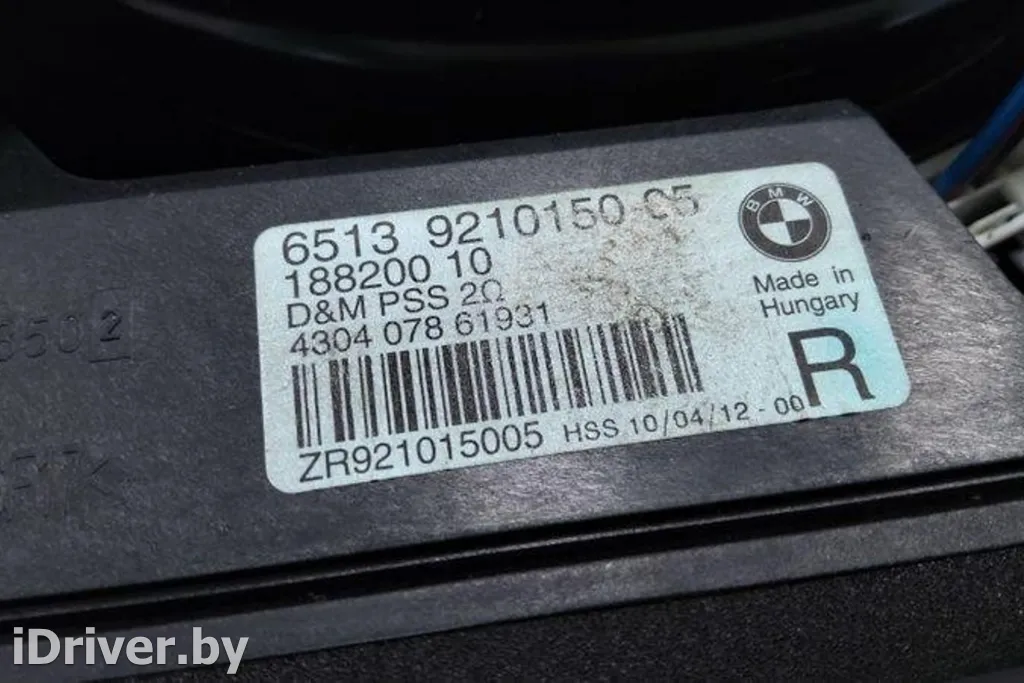 6513 9210150-05
188200 10
D&M PSS 2Ω
4304 078 61931
ZR921015005 HSS 10/04/12 - 00
BMW
Made in
Hungary
R
2
iDriver.by